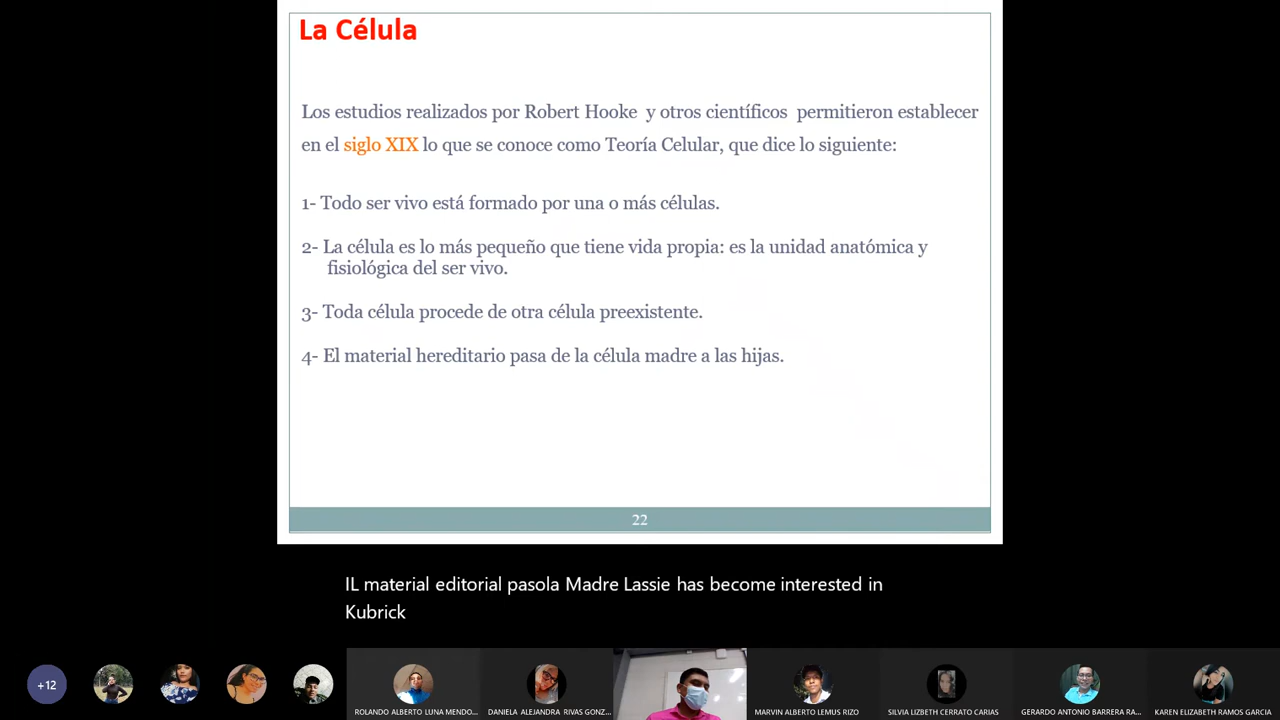 La Célula
Los estudios realizados por Robert Hooke y otros científicos permitieron establecer
en el siglo XIX lo que se conoce como Teoría Celular, que dice lo siguiente:
1- Todo ser vivo está formado por una o más células.
2- La célula es lo más pequeño que tiene vida propia: es la unidad anatómica y
fisiológica del ser vivo.
3- Toda célula procede de otra célula preexistente.
4- El material hereditario pasa de la célula madre a las hijas.
22
IL material editorial pasola Madre Lassie has become interested in
Kubrick
+12
ROLANDO ALBERTO LUNA MENDO...
DANIELA ALEJANDRA RIVAS GONZ...
MARVIN ALBERTO LEMUS RIZO
SILVIA LIZBETH CERRATO CARIAS
GERARDO ANTONIO BARRERA RA...
KAREN ELIZABETH RAMOS GARCIA